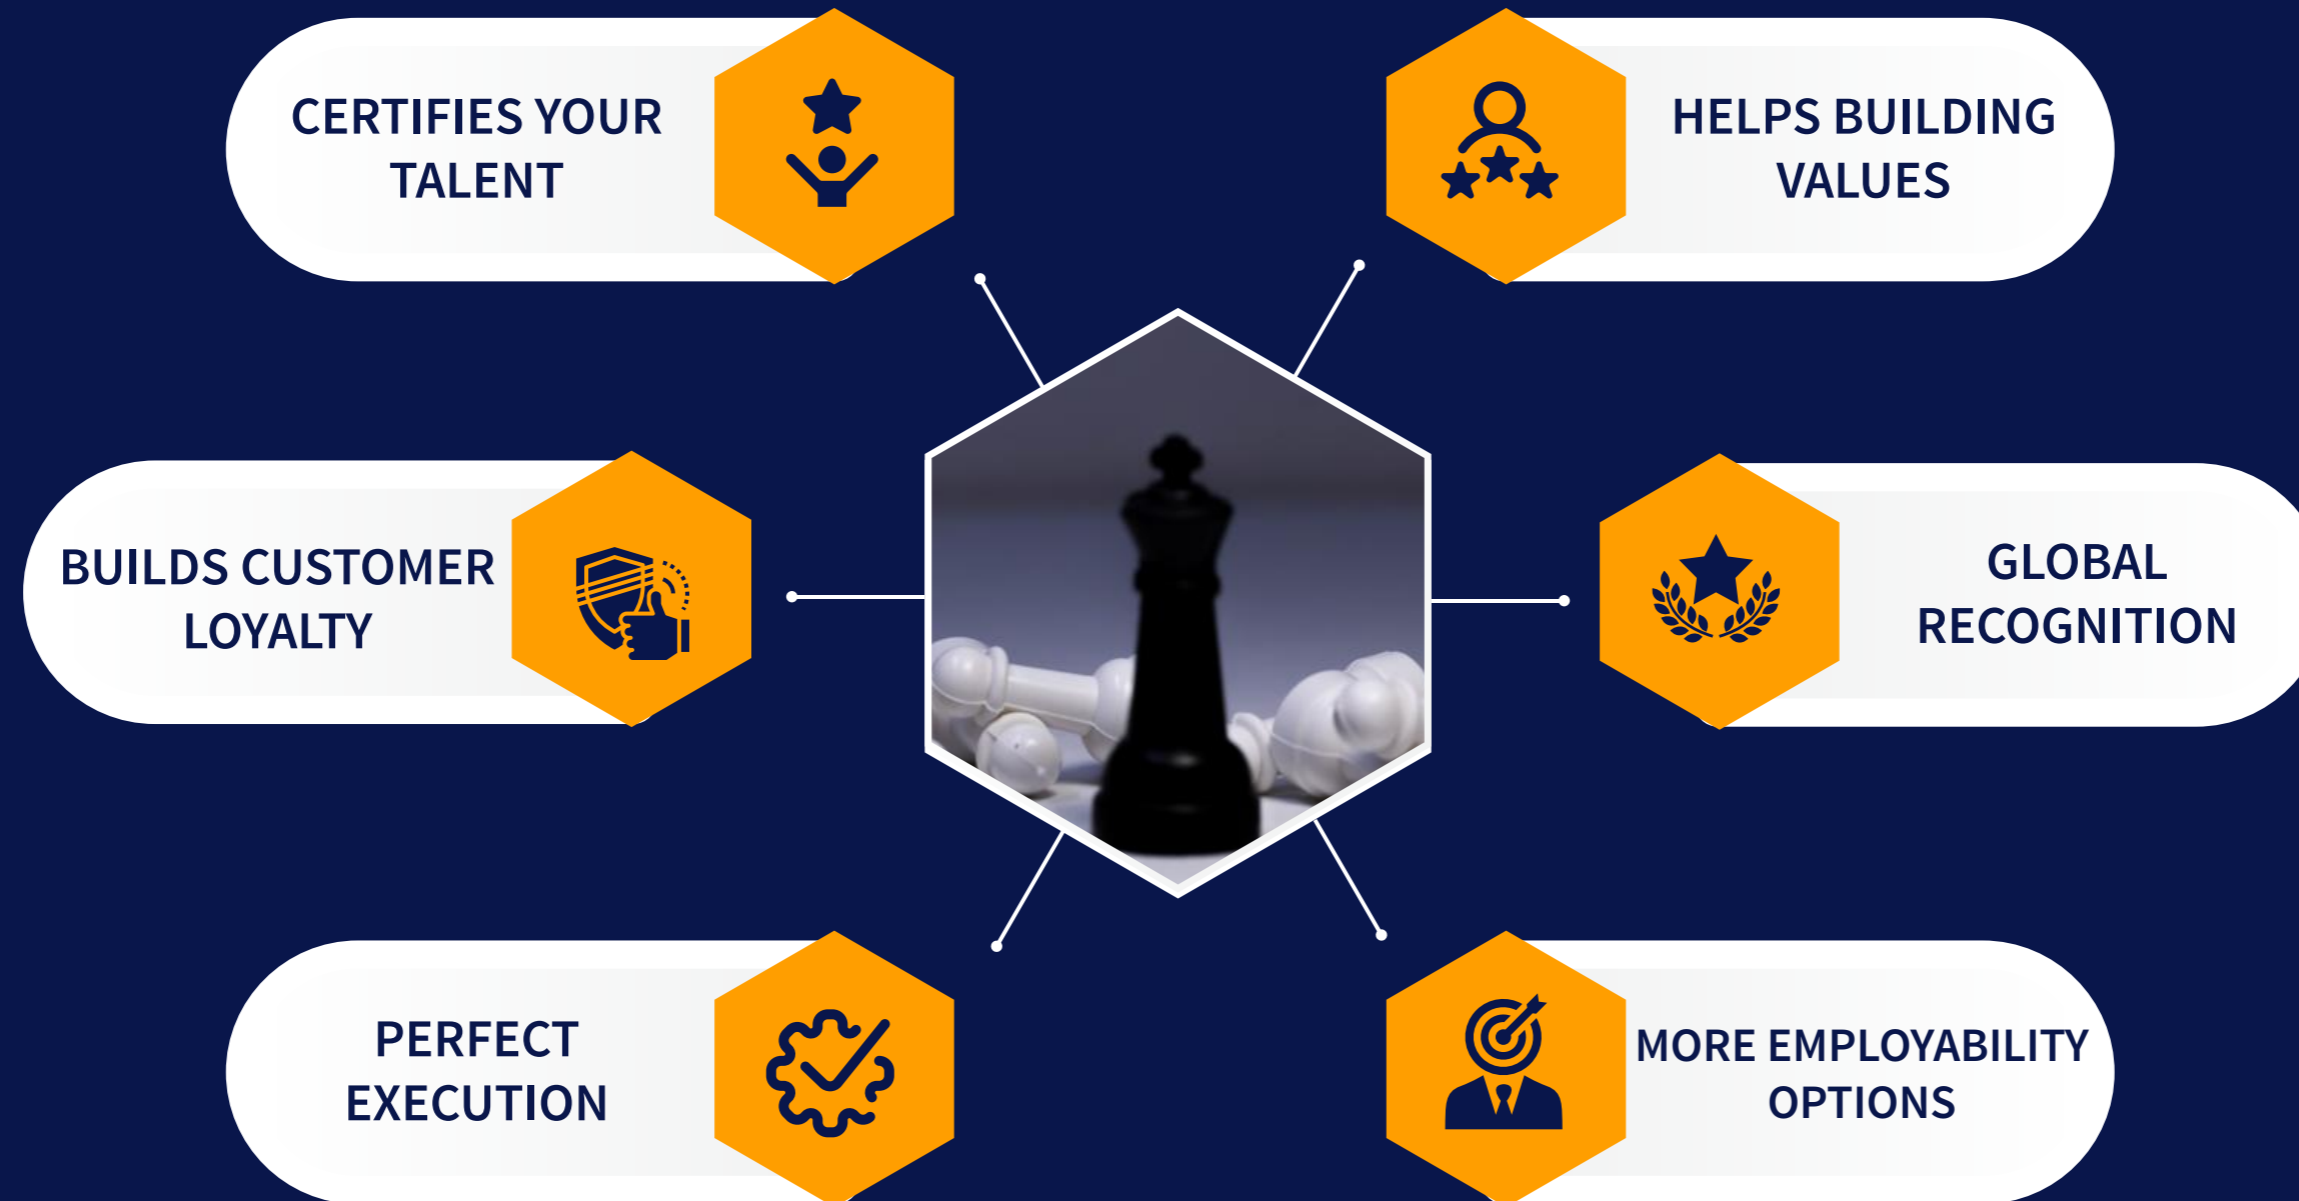 CERTIFIES YOUR
TALENT
HELPS BUILDING
VALUES
BUILDS CUSTOMER
LOYALTY
GLOBAL
RECOGNITION
PERFECT
EXECUTION
MORE EMPLOYABILITY
OPTIONS